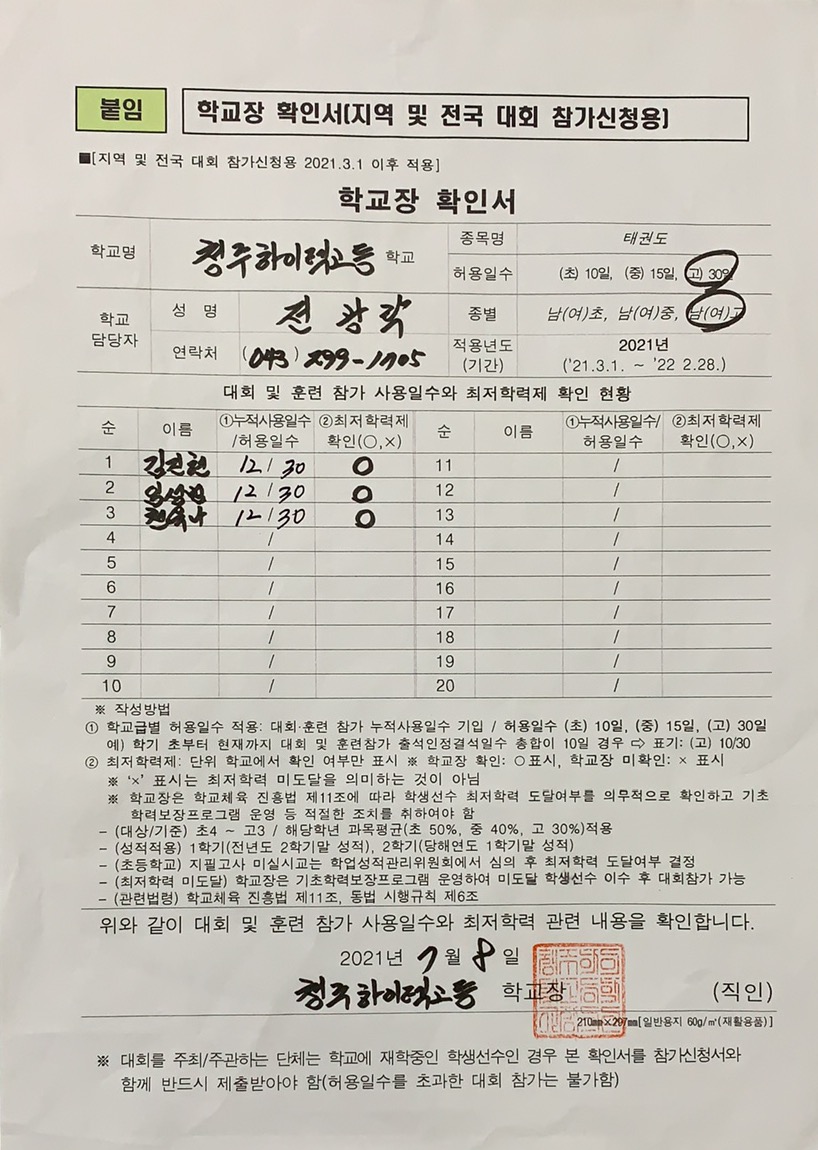 붙임
학교장 확인서(지역 및 전국 대회 참가신청용)
■[지역 및 전국 대회 참가신청용 2021.3.1 이후 적용]
학교장 확인서
학교명 청주하이텍고등 학교 종목명 태권도
허용일수 (초) 10일, (중) 15일, (고) 30일
학교 담당자 성 명 전광락 종별 남(여)초, 남(여)중, 남(여)고
연락처 (043) 299-1705 적용년도 (기간) 2021년 ('21.3.1. ~ '22 2.28.)
대회 및 훈련 참가 사용일수와 최저학력제 확인 현황
순 이름 ①누적사용일수/허용일수 ②최저학력제 확인(○,×) 순 이름 ①누적사용일수/허용일수 ②최저학력제 확인(○,×)
1 12/30 ○ 11 /
2 12/30 ○ 12 /
3 12/30 ○ 13 /
4 / 14 /
5 / 15 /
6 / 16 /
7 / 17 /
8 / 18 /
9 / 19 /
10 / 20 /
※ 작성방법
① 학교급별 허용일수 적용: 대회·훈련 참가 누적사용일수 기입 / 허용일수 (초) 10일, (중) 15일, (고) 30일
예) 학기 초부터 현재까지 대회 및 훈련참가 출석인정결석일수 총합이 10일 경우 ⇨ 표기: (고) 10/30
② 최저학력제: 단위 학교에서 확인 여부만 표시 ※ 학교장 확인: ○표시, 학교장 미확인: × 표시
※ '×' 표시는 최저학력 미도달을 의미하는 것이 아님
※ 학교장은 학교체육 진흥법 제11조에 따라 학생선수 최저학력 도달여부를 의무적으로 확인하고 기초
학력보장프로그램 운영 등 적절한 조치를 취하여야 함
- (대상/기준) 초4 ~ 고3 / 해당학년 과목평균(초 50%, 중 40%, 고 30%)적용
- (성적적용) 1학기(전년도 2학기말 성적), 2학기(당해연도 1학기말 성적)
- (초등학교) 지필고사 미실시교는 학업성적관리위원회에서 심의 후 최저학력 도달여부 결정
- (최저학력 미도달) 학교장은 기초학력보장프로그램 운영하여 미도달 학생선수 이수 후 대회참가 가능
- (관련법령) 학교체육 진흥법 제11조, 동법 시행규칙 제6조
위와 같이 대회 및 훈련 참가 사용일수와 최저학력 관련 내용을 확인합니다.
2021년 7월 8일
청주하이텍고등 학교장 (직인)
210㎜×297㎜[일반용지 60g/㎡(재활용품)]
※ 대회를 주최/주관하는 단체는 학교에 재학중인 학생선수인 경우 본 확인서를 참가신청서와
함께 반드시 제출받아야 함(허용일수를 초과한 대회 참가는 불가함)